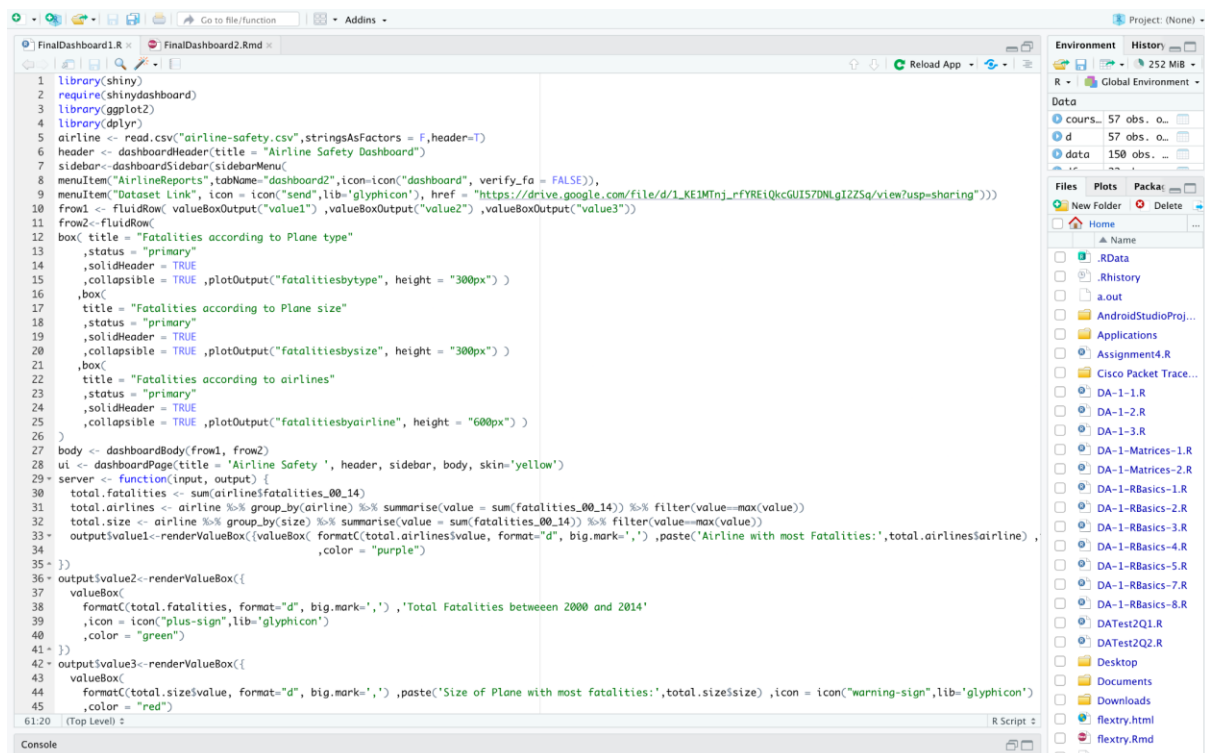 Go to file/function
Addins
Project: (None)
FinalDashboard1.R
FinalDashboard2.Rmd
Reload App
1 library(shiny)
2 require(shinydashboard)
3 library(ggplot2)
4 library(dplyr)
5 airline <- read.csv("airline-safety.csv",stringsAsFactors = F,header=T)
6 header <- dashboardHeader(title = "Airline Safety Dashboard")
7 sidebar<-dashboardSidebar(sidebarMenu(
8 menuItem("AirlineReports",tabName="dashboard2",icon=icon("dashboard", verify_fa = FALSE)),
9 menuItem("Dataset Link", icon = icon("send",lib='glyphicon'), href = "https://drive.google.com/file/d/1_KE1MTnj_rfYREiQkcGUI57DNLgI2ZSq/view?usp=sharing")))
10 frow1 <- fluidRow( valueBoxOutput("value1") ,valueBoxOutput("value2") ,valueBoxOutput("value3"))
11 frow2<-fluidRow(
12 box( title = "Fatalities according to Plane type"
13 ,status = "primary"
14 ,solidHeader = TRUE
15 ,collapsible = TRUE ,plotOutput("fatalitiesbytype", height = "300px") )
16 ,box(
17 title = "Fatalities according to Plane size"
18 ,status = "primary"
19 ,solidHeader = TRUE
20 ,collapsible = TRUE ,plotOutput("fatalitiesbysize", height = "300px") )
21 ,box(
22 title = "Fatalities according to airlines"
23 ,status = "primary"
24 ,solidHeader = TRUE
25 ,collapsible = TRUE ,plotOutput("fatalitiesbyairline", height = "600px") )
26 )
27 body <- dashboardBody(frow1, frow2)
28 ui <- dashboardPage(title = 'Airline Safety ', header, sidebar, body, skin='yellow')
29 server <- function(input, output) {
30 total.fatalities <- sum(airline$fatalities_00_14)
31 total.airlines <- airline %>% group_by(airline) %>% summarise(value = sum(fatalities_00_14)) %>% filter(value==max(value))
32 total.size <- airline %>% group_by(size) %>% summarise(value = sum(fatalities_00_14)) %>% filter(value==max(value))
33 output$value1<-renderValueBox({valueBox( formatC(total.airlines$value, format="d", big.mark=',') ,paste('Airline with most Fatalities:',total.airlines$airline) ,
34 ,color = "purple")
35 })
36 output$value2<-renderValueBox({
37 valueBox(
38 formatC(total.fatalities, format="d", big.mark=',') ,'Total Fatalities betweeen 2000 and 2014'
39 ,icon = icon("plus-sign",lib='glyphicon')
40 ,color = "green")
41 })
42 output$value3<-renderValueBox({
43 valueBox(
44 formatC(total.size$value, format="d", big.mark=',') ,paste('Size of Plane with most fatalities:',total.size$size) ,icon = icon("warning-sign",lib='glyphicon')
45 ,color = "red")
61:20 (Top Level)
R Script
Console
Environment History
252 MiB
R Global Environment
Data
cours… 57 obs. o…
d 57 obs. o…
data 150 obs. …
Files Plots Packag
New Folder Delete
Home ...
Name
.RData
.Rhistory
a.out
AndroidStudioProj...
Applications
Assignment4.R
Cisco Packet Trace...
DA-1-1.R
DA-1-2.R
DA-1-3.R
DA-1-Matrices-1.R
DA-1-Matrices-2.R
DA-1-RBasics-1.R
DA-1-RBasics-2.R
DA-1-RBasics-3.R
DA-1-RBasics-4.R
DA-1-RBasics-5.R
DA-1-RBasics-7.R
DA-1-RBasics-8.R
DATest2Q1.R
DATest2Q2.R
Desktop
Documents
Downloads
flextry.html
flextry.Rmd